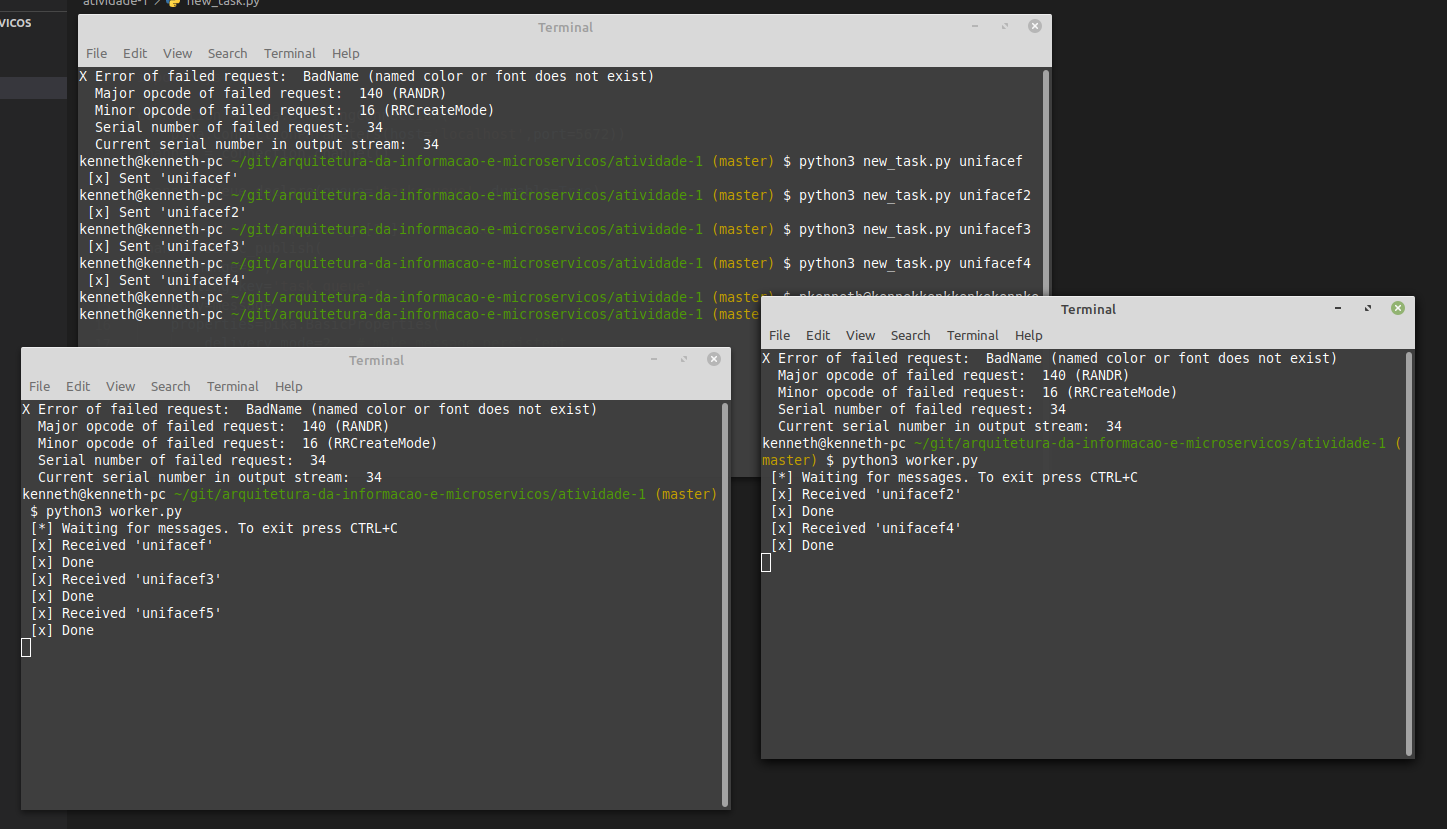 atividade-1 > new_task.py
VICOS
Terminal
File Edit View Search Terminal Help
X Error of failed request:  BadName (named color or font does not exist)
  Major opcode of failed request:  140 (RANDR)
  Minor opcode of failed request:  16 (RRCreateMode)
  Serial number of failed request:  34
  Current serial number in output stream:  34
kenneth@kenneth-pc ~/git/arquitetura-da-informacao-e-microservicos/atividade-1 (master) $ python3 new_task.py unifacef
 [x] Sent 'unifacef'
kenneth@kenneth-pc ~/git/arquitetura-da-informacao-e-microservicos/atividade-1 (master) $ python3 new_task.py unifacef2
 [x] Sent 'unifacef2'
kenneth@kenneth-pc ~/git/arquitetura-da-informacao-e-microservicos/atividade-1 (master) $ python3 new_task.py unifacef3
 [x] Sent 'unifacef3'
kenneth@kenneth-pc ~/git/arquitetura-da-informacao-e-microservicos/atividade-1 (master) $ python3 new_task.py unifacef4
 [x] Sent 'unifacef4'
kenneth@kenneth-pc ~/git/arquitetura-da-informacao-e-microservicos/atividade-1 (maste
kenneth@kenneth-pc ~/git/arquitetura-da-informacao-e-microservicos/atividade-1 (maste
Terminal
File Edit View Search Terminal Help
X Error of failed request:  BadName (named color or font does not exist)
  Major opcode of failed request:  140 (RANDR)
  Minor opcode of failed request:  16 (RRCreateMode)
  Serial number of failed request:  34
  Current serial number in output stream:  34
kenneth@kenneth-pc ~/git/arquitetura-da-informacao-e-microservicos/atividade-1 (master)
 $ python3 worker.py
 [*] Waiting for messages. To exit press CTRL+C
 [x] Received 'unifacef'
 [x] Done
 [x] Received 'unifacef3'
 [x] Done
 [x] Received 'unifacef5'
 [x] Done
Terminal
File Edit View Search Terminal Help
X Error of failed request:  BadName (named color or font does not exist)
  Major opcode of failed request:  140 (RANDR)
  Minor opcode of failed request:  16 (RRCreateMode)
  Serial number of failed request:  34
  Current serial number in output stream:  34
kenneth@kenneth-pc ~/git/arquitetura-da-informacao-e-microservicos/atividade-1 (
master) $ python3 worker.py
 [*] Waiting for messages. To exit press CTRL+C
 [x] Received 'unifacef2'
 [x] Done
 [x] Received 'unifacef4'
 [x] Done